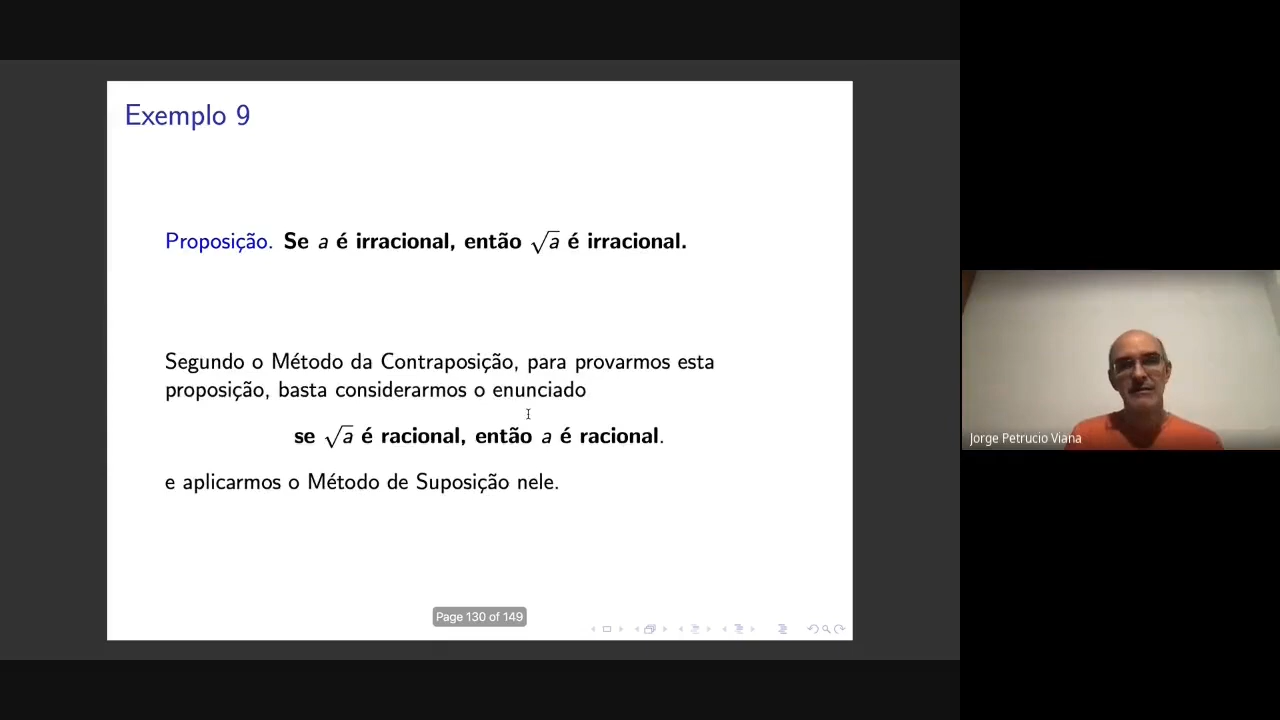 Exemplo 9
Proposição. Se a é irracional, então √a é irracional.
Segundo o Método da Contraposição, para provarmos esta
proposição, basta considerarmos o enunciado
se √a é racional, então a é racional.
e aplicarmos o Método de Suposição nele.
Page 130 of 149
Jorge Petrucio Viana